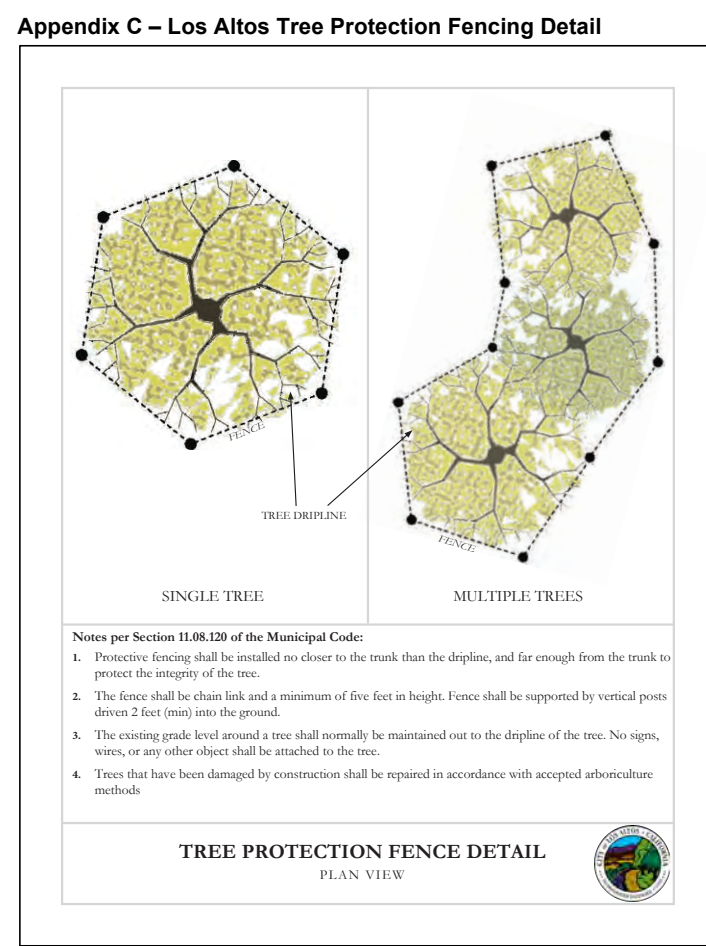 Appendix C – Los Altos Tree Protection Fencing Detail
FENCE
FENCE
TREE DRIPLINE
SINGLE TREE
MULTIPLE TREES
Notes per Section 11.08.120 of the Municipal Code:
1. Protective fencing shall be installed no closer to the trunk than the dripline, and far enough from the trunk to
protect the integrity of the tree.
2. The fence shall be chain link and a minimum of five feet in height. Fence shall be supported by vertical posts
driven 2 feet (min) into the ground.
3. The existing grade level around a tree shall normally be maintained out to the dripline of the tree. No signs,
wires, or any other object shall be attached to the tree.
4. Trees that have been damaged by construction shall be repaired in accordance with accepted arboriculture
methods
TREE PROTECTION FENCE DETAIL
PLAN VIEW
CITY OF LOS ALTOS · CALIFORNIA